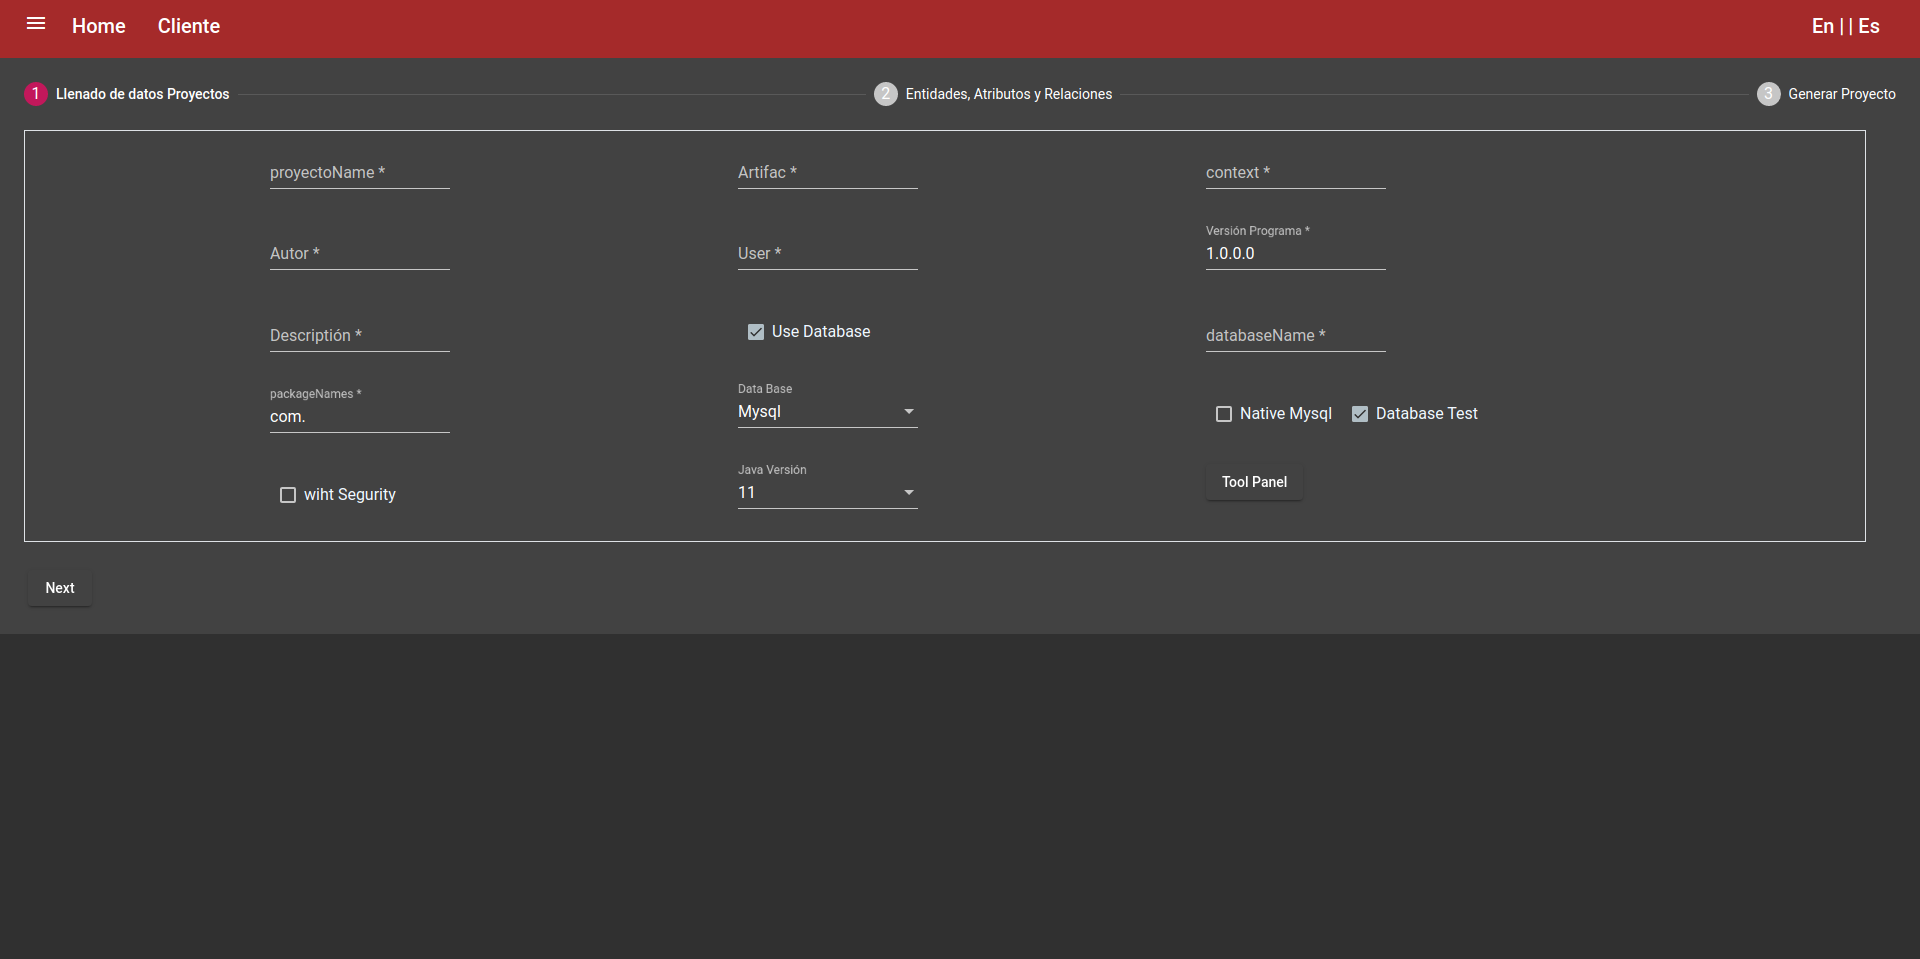 Home Cliente En | | Es
1 Llenado de datos Proyectos 2 Entidades, Atributos y Relaciones 3 Generar Proyecto
proyectoName * Artifac * context *
Versión Programa *
Autor * User * 1.0.0.0
Descriptión * Use Database databaseName *
packageNames * Data Base
com. Mysql Native Mysql Database Test
Java Versión
wiht Segurity 11 Tool Panel
Next